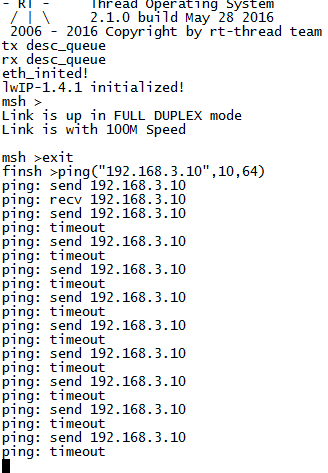 - RT -     Thread Operating System
/ | \     2.1.0 build May 28 2016
2006 - 2016 Copyright by rt-thread team
tx desc_queue
rx desc_queue
eth_inited!
lwIP-1.4.1 initialized!
msh >
Link is up in FULL DUPLEX mode
Link is with 100M Speed

msh >exit
finsh >ping("192.168.3.10",10,64)
ping: send 192.168.3.10
ping: recv 192.168.3.10
ping: send 192.168.3.10
ping: timeout
ping: send 192.168.3.10
ping: timeout
ping: send 192.168.3.10
ping: timeout
ping: send 192.168.3.10
ping: timeout
ping: send 192.168.3.10
ping: timeout
ping: send 192.168.3.10
ping: timeout
ping: send 192.168.3.10
ping: timeout
ping: send 192.168.3.10
ping: timeout
ping: send 192.168.3.10
ping: timeout